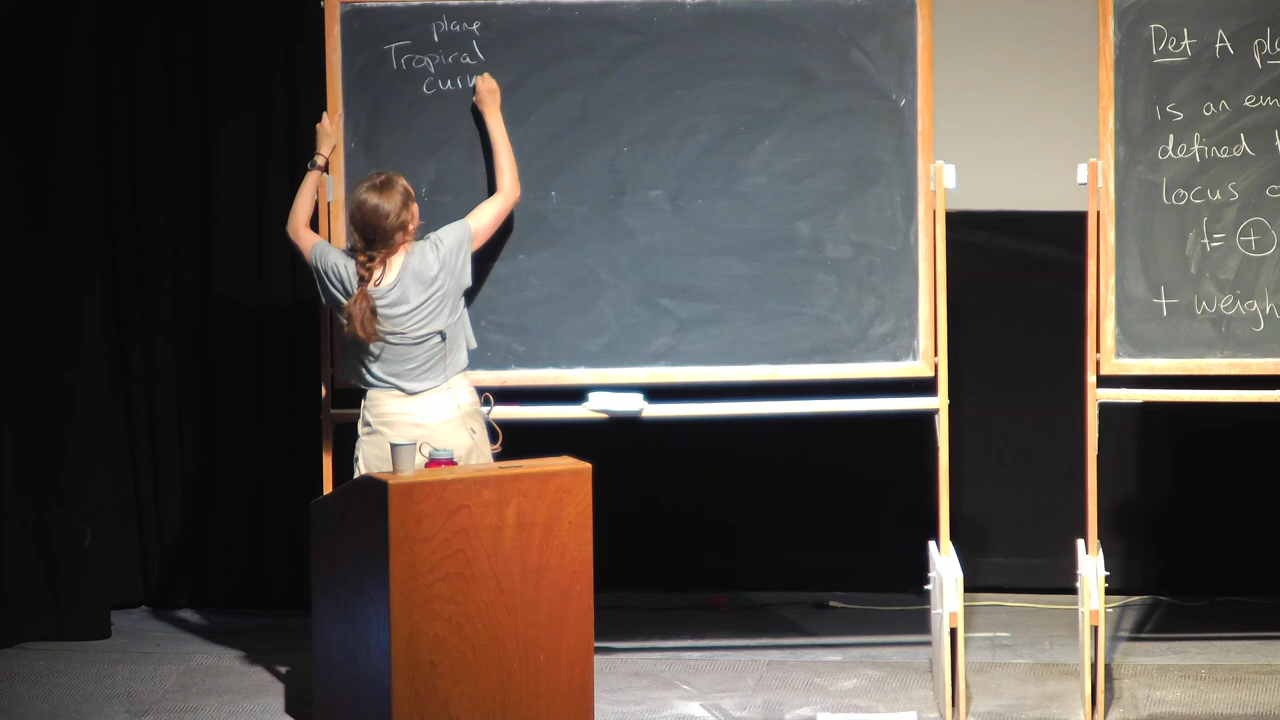 plane
Tropical
curv
Def A pl
is an em
defined
locus
f = ⊕
+ weigh